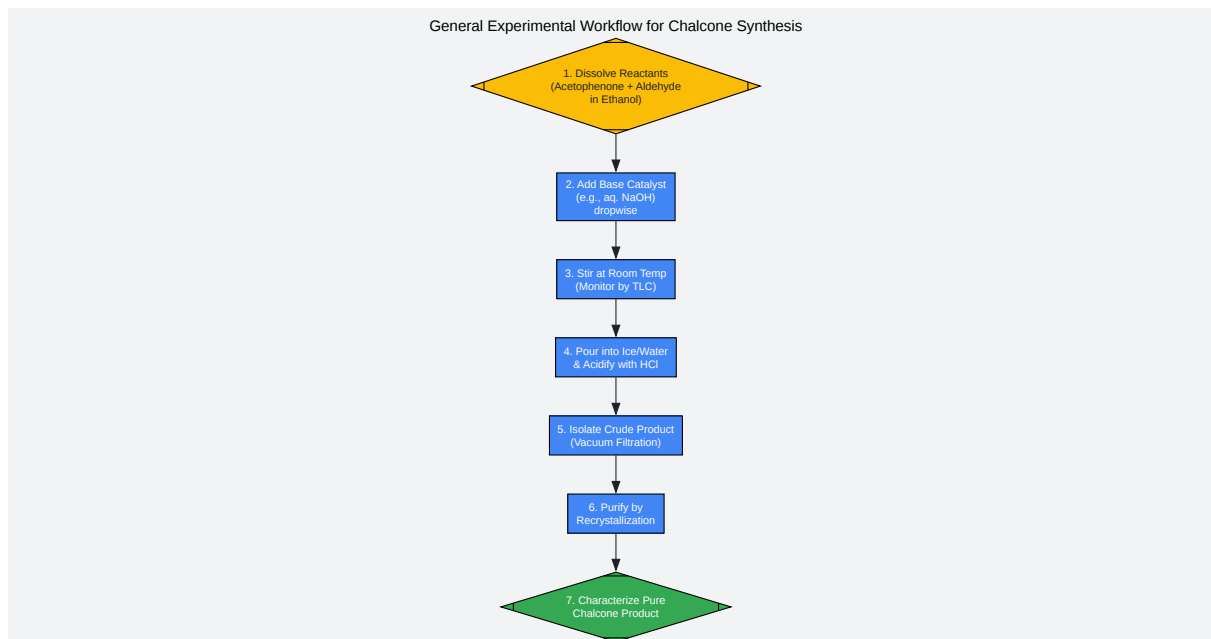 General Experimental Workflow for Chalcone Synthesis
1. Dissolve Reactants
(Acetophenone + Aldehyde
in Ethanol)
2. Add Base Catalyst
(e.g., aq. NaOH)
dropwise
3. Stir at Room Temp
(Monitor by TLC)
4. Pour into Ice/Water
& Acidify with HCl
5. Isolate Crude Product
(Vacuum Filtration)
6. Purify by
Recrystallization
7. Characterize Pure
Chalcone Product